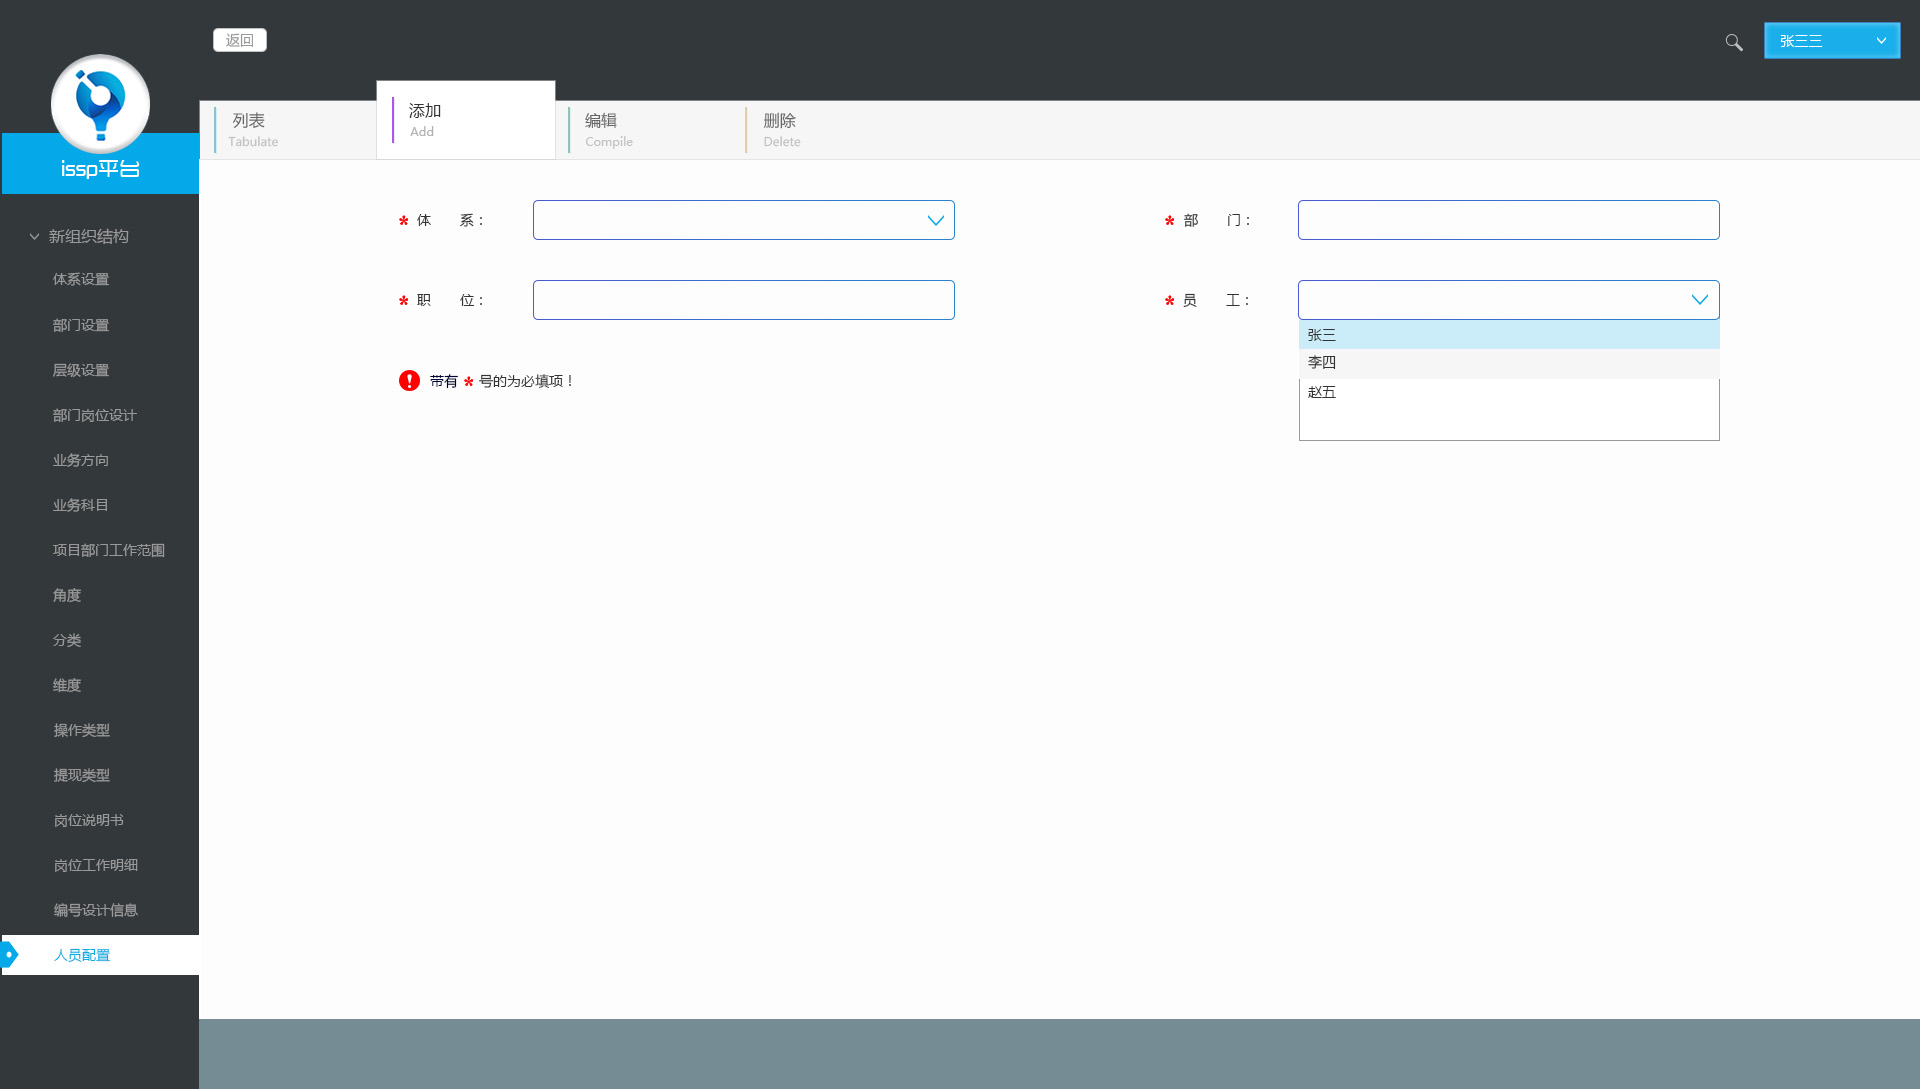 返回
张三三
issp平台
列表
Tabulate
添加
Add
编辑
Compile
删除
Delete
新组织结构
体系设置
部门设置
层级设置
部门岗位设计
业务方向
业务科目
项目部门工作范围
角度
分类
维度
操作类型
提现类型
岗位说明书
岗位工作明细
编号设计信息
人员配置
* 体 系：
* 部 门：
* 职 位：
* 员 工：
张三
李四
赵五
带有 * 号的为必填项！